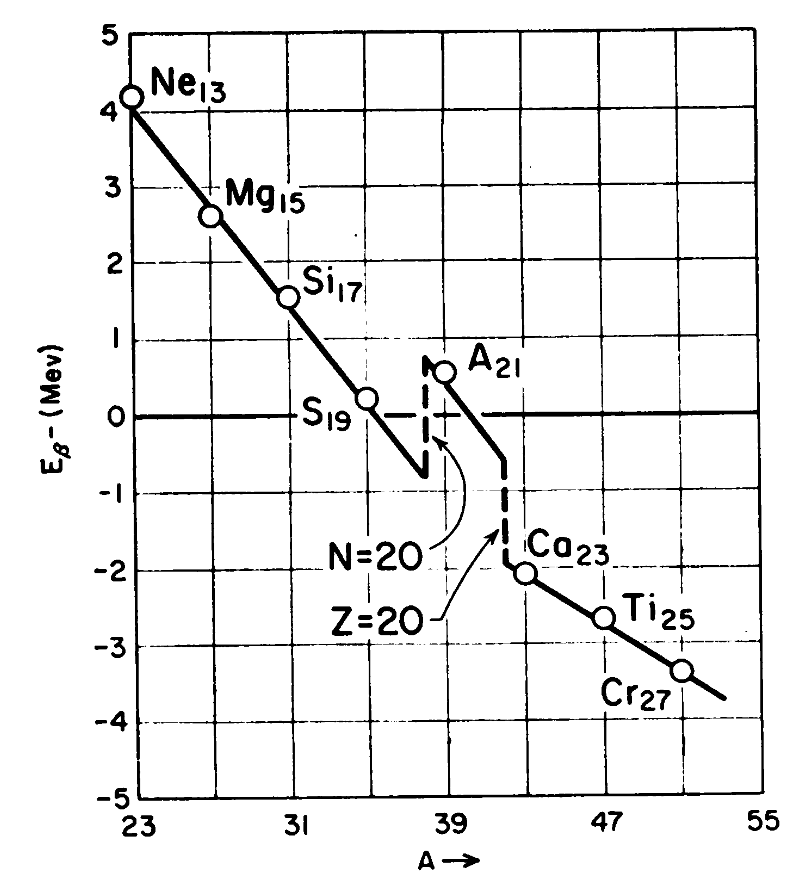 5
4
3
2
1
0
-1
-2
-3
-4
-5
Eβ- (Mev)
Ne13
Mg15
Si17
S19
A21
N=20
Ca23
Z=20
Ti25
Cr27
23 31 39 47 55
A→